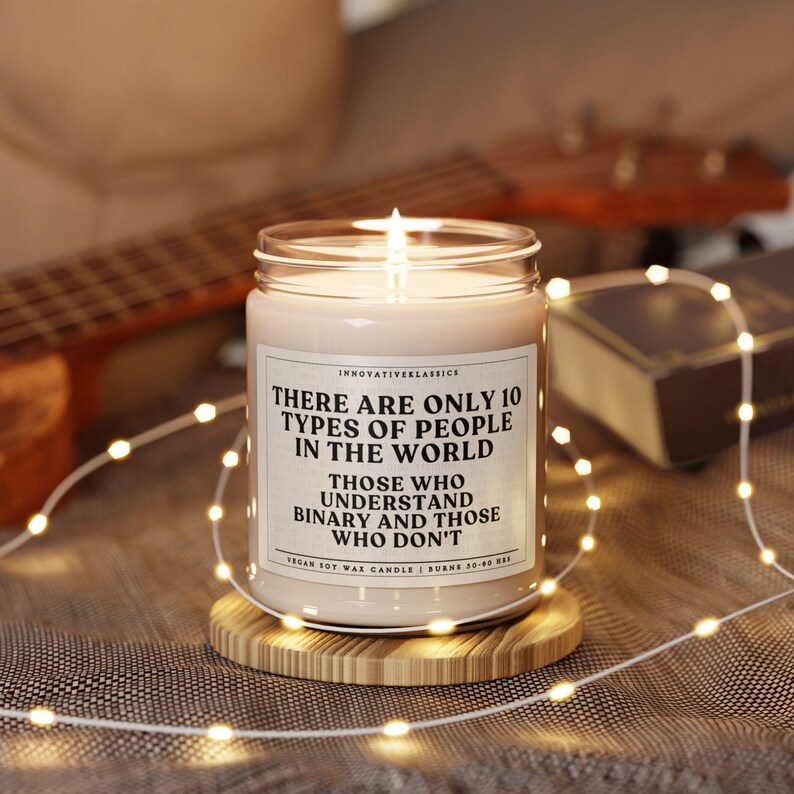 INNOVATIVEKLASSICS
THERE ARE ONLY 10
TYPES OF PEOPLE
IN THE WORLD
THOSE WHO
UNDERSTAND
BINARY AND THOSE
WHO DON'T
VEGAN SOY WAX CANDLE | BURNS 50-60 HRS